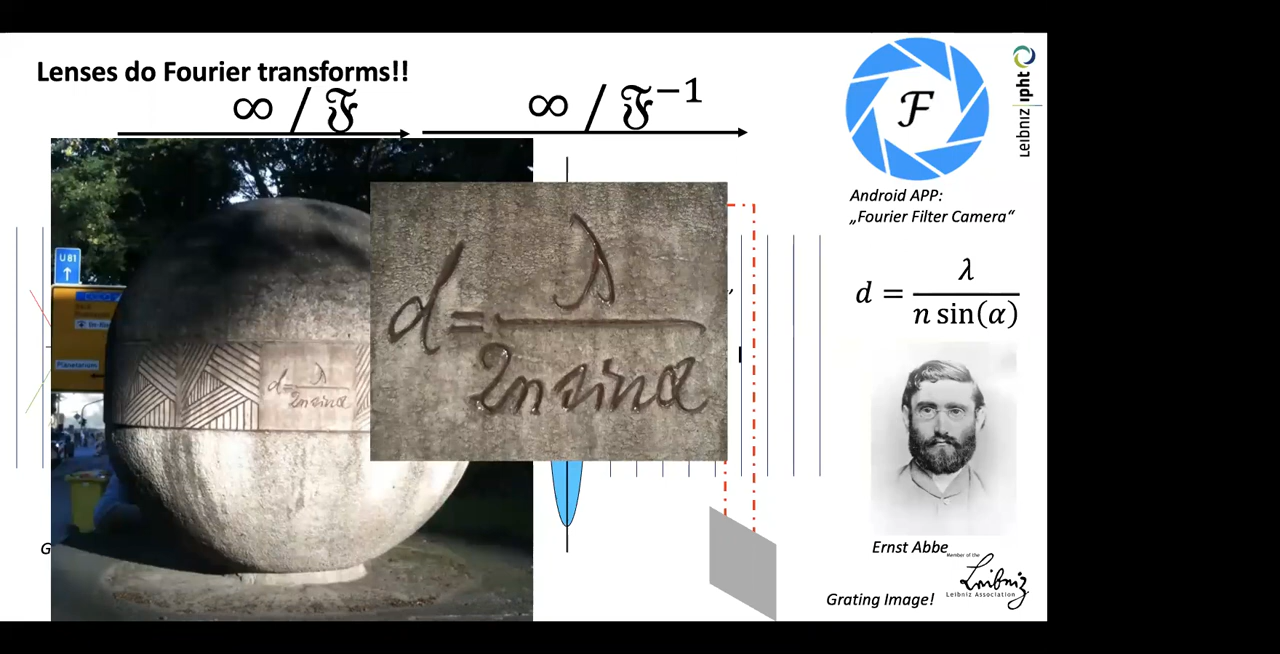 Lenses do Fourier transforms!!
∞ / 𝔉
∞ / 𝔉⁻¹
ℱ
Leibniz ipht
Android APP:
„Fourier Filter Camera“
U81
Planetarium
d = λ / 2n sin α
d = λ / 2n sin α
d = λ / n sin(α)
Ernst Abbe
G
Member of the
Leibniz
Leibniz Association
Grating Image!